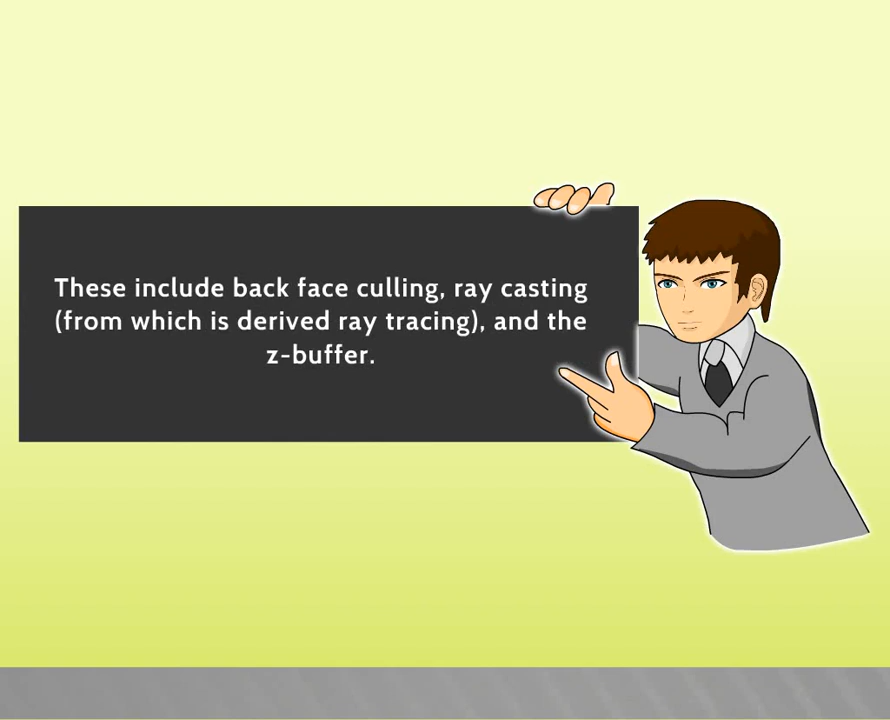 These include back face culling, ray casting
(from which is derived ray tracing), and the
z-buffer.